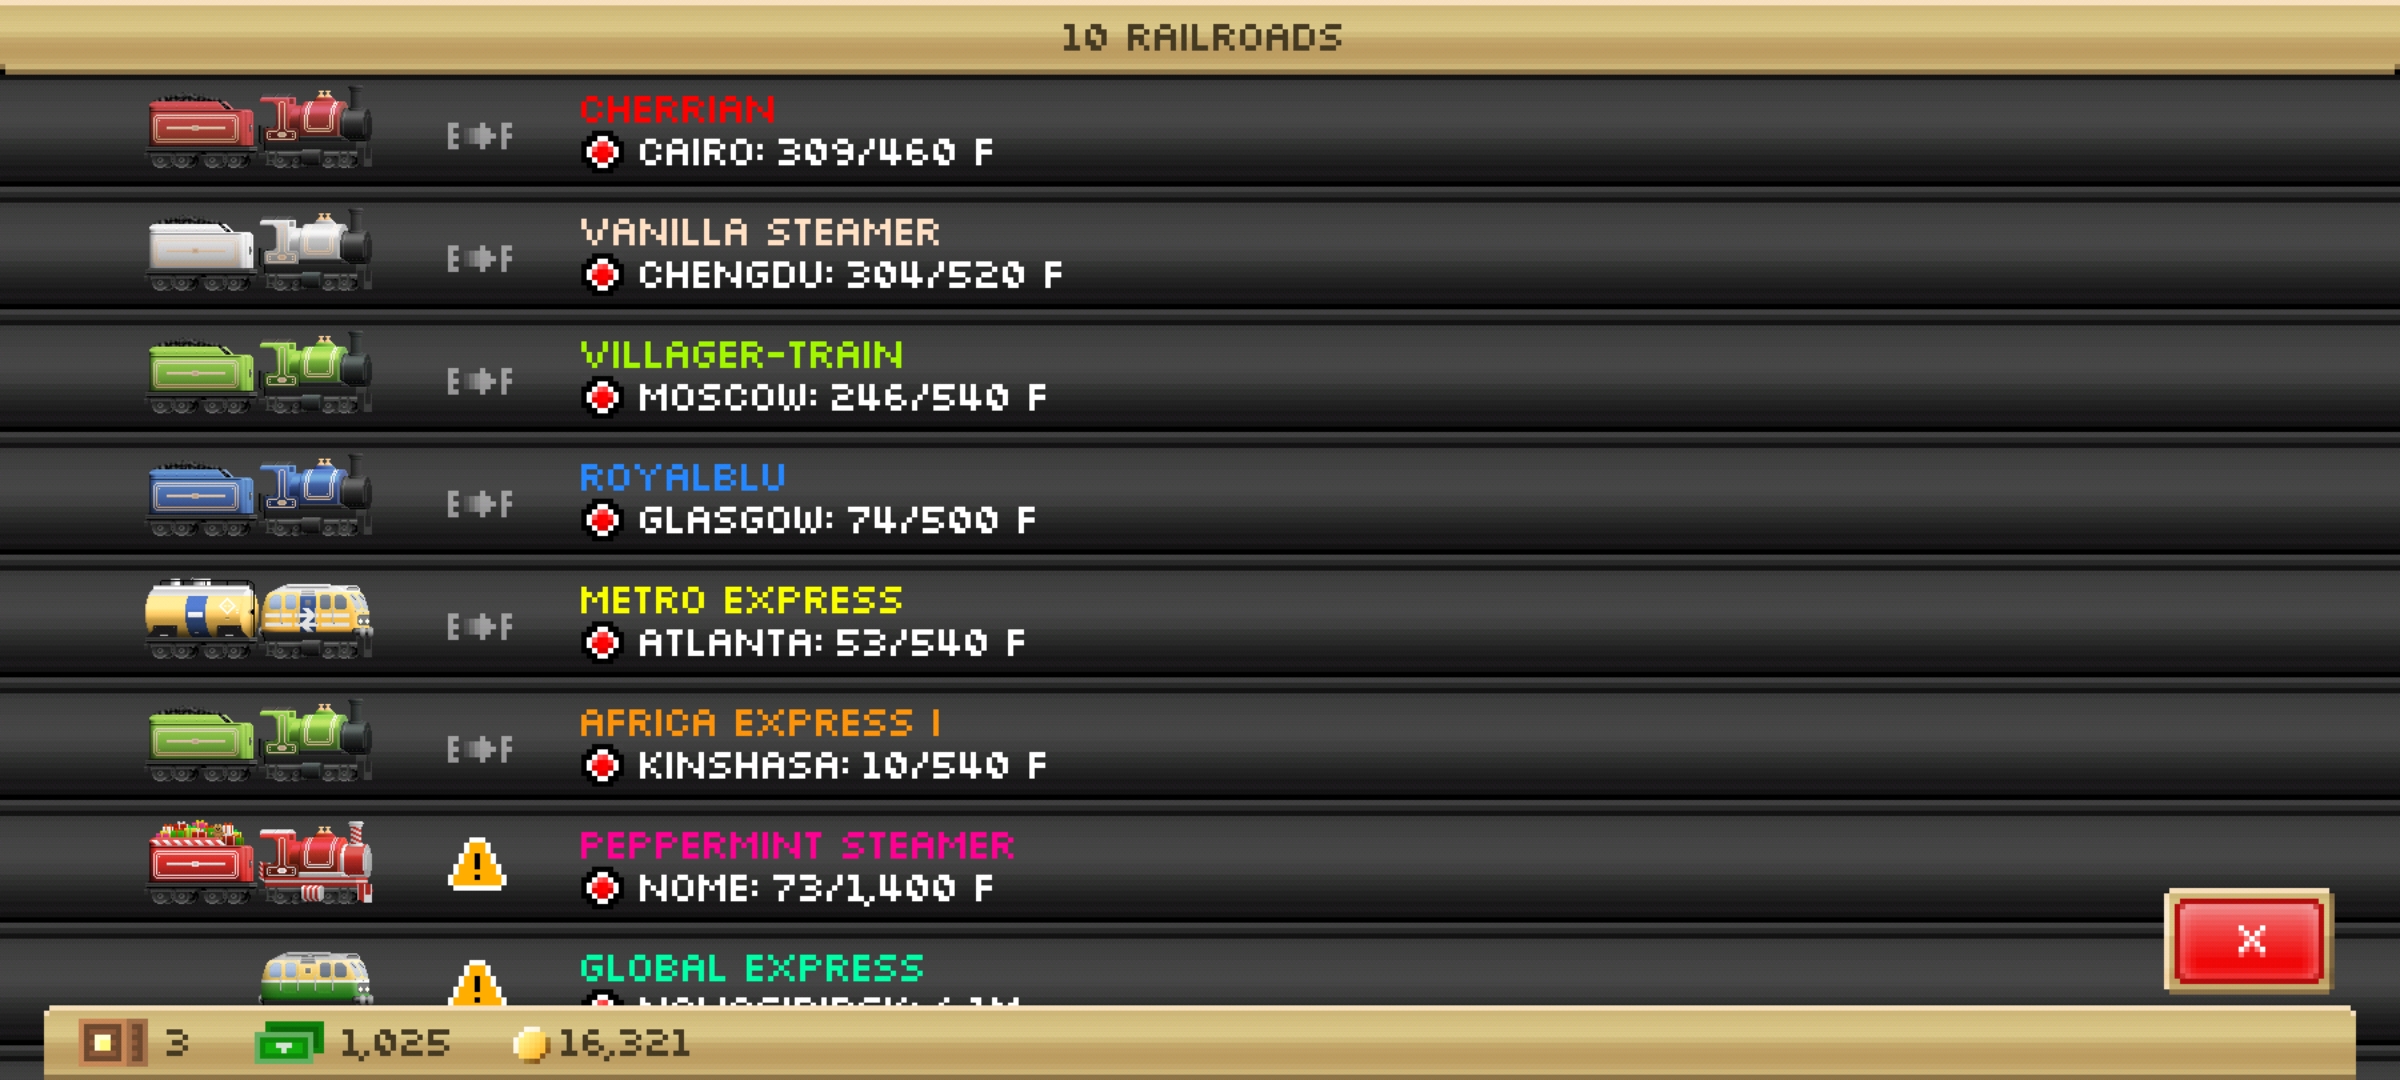 10 RAILROADS
CHERRIAN
E F
CAIRO: 309/460 F
VANILLA STEAMER
E F
CHENGDU: 304/520 F
VILLAGER-TRAIN
E F
MOSCOW: 246/540 F
ROYALBLU
E F
GLASGOW: 74/500 F
METRO EXPRESS
E F
ATLANTA: 53/540 F
AFRICA EXPRESS I
E F
KINSHASA: 10/540 F
PEPPERMINT STEAMER
!
NOME: 73/1,400 F
X
GLOBAL EXPRESS
!
3 1,025 16,321